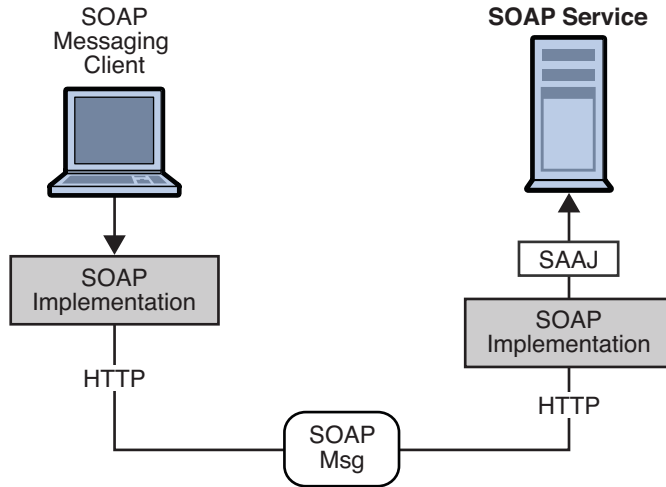 SOAP
Messaging
Client
SOAP Service
SAAJ
SOAP
Implementation
SOAP
Implementation
HTTP
HTTP
SOAP
Msg